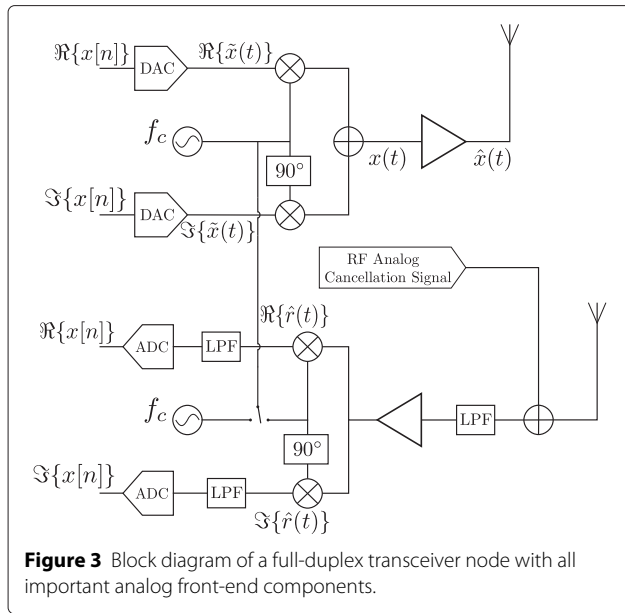 ℜ{x[n]}
DAC
ℜ{x̃(t)}
f_c
90°
x(t)
x̂(t)
ℑ{x[n]}
DAC
ℑ{x̃(t)}
RF Analog
Cancellation Signal
ℜ{x[n]}
ADC
LPF
ℜ{r̂(t)}
f_c
90°
LPF
ℑ{x[n]}
ADC
LPF
ℑ{r̂(t)}
Figure 3 Block diagram of a full-duplex transceiver node with all
important analog front-end components.